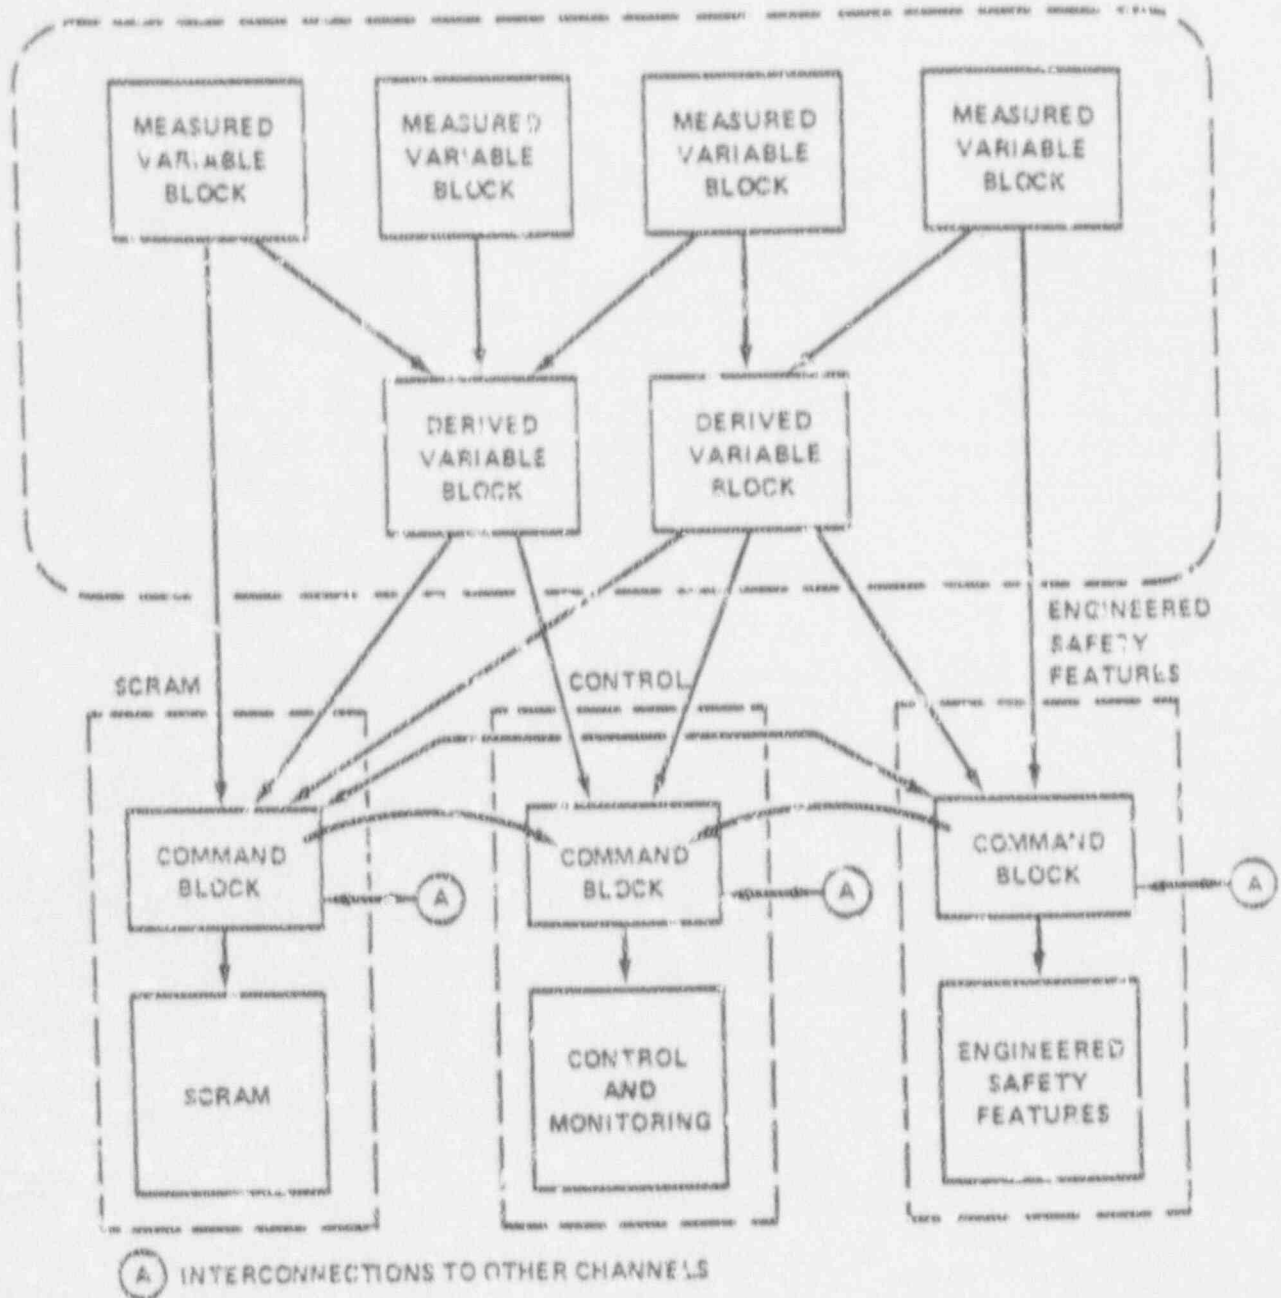 MEASURED
VARIABLE
BLOCK
MEASURED
VARIABLE
BLOCK
MEASURED
VARIABLE
BLOCK
MEASURED
VARIABLE
BLOCK
DERIVED
VARIABLE
BLOCK
DERIVED
VARIABLE
BLOCK
SCRAM
CONTROL
ENGINEERED
SAFETY
FEATURES
COMMAND
BLOCK
A
COMMAND
BLOCK
A
COMMAND
BLOCK
A
SCRAM
CONTROL
AND
MONITORING
ENGINEERED
SAFETY
FEATURES
A INTERCONNECTIONS TO OTHER CHANNELS